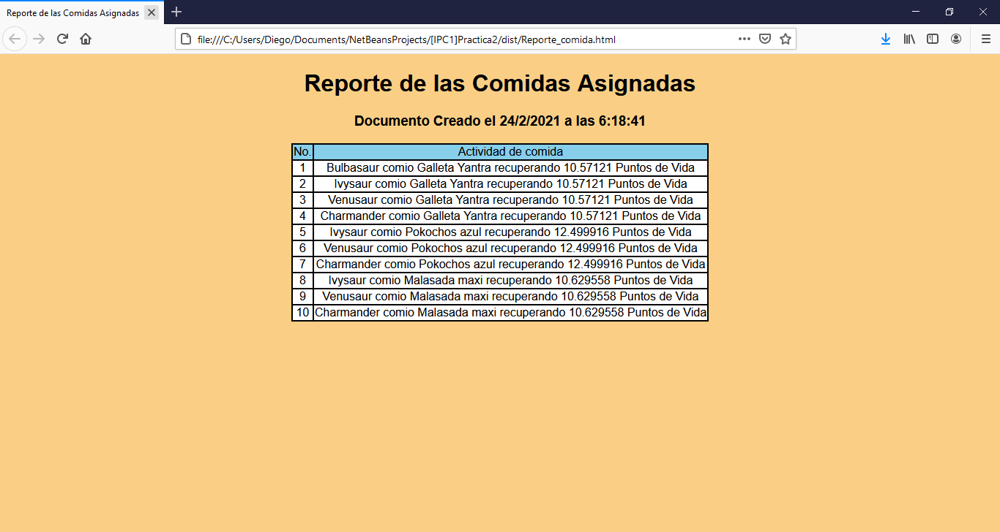 Reporte de las Comidas Asignadas
file:///C:/Users/Diego/Documents/NetBeansProjects/[IPC1]Practica2/dist/Reporte_comida.html
Reporte de las Comidas Asignadas
Documento Creado el 24/2/2021 a las 6:18:41
No. Actividad de comida
1 Bulbasaur comio Galleta Yantra recuperando 10.57121 Puntos de Vida
2 Ivysaur comio Galleta Yantra recuperando 10.57121 Puntos de Vida
3 Venusaur comio Galleta Yantra recuperando 10.57121 Puntos de Vida
4 Charmander comio Galleta Yantra recuperando 10.57121 Puntos de Vida
5 Ivysaur comio Pokochos azul recuperando 12.499916 Puntos de Vida
6 Venusaur comio Pokochos azul recuperando 12.499916 Puntos de Vida
7 Charmander comio Pokochos azul recuperando 12.499916 Puntos de Vida
8 Ivysaur comio Malasada maxi recuperando 10.629558 Puntos de Vida
9 Venusaur comio Malasada maxi recuperando 10.629558 Puntos de Vida
10 Charmander comio Malasada maxi recuperando 10.629558 Puntos de Vida